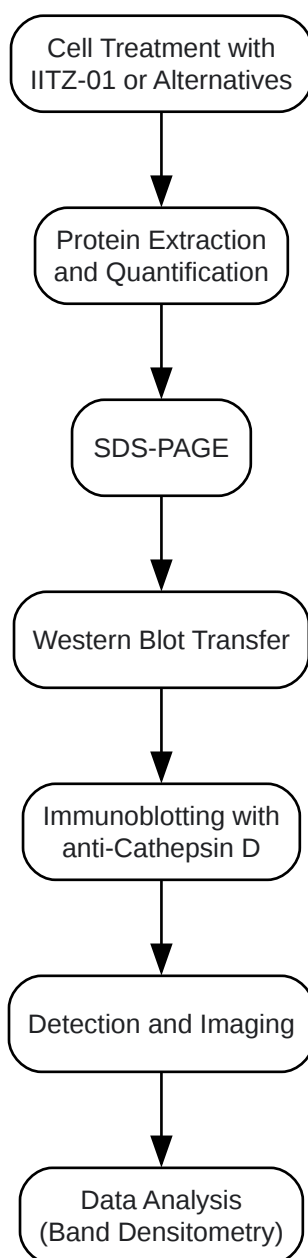 Cell Treatment with
IITZ-01 or Alternatives
Protein Extraction
and Quantification
SDS-PAGE
Western Blot Transfer
Immunoblotting with
anti-Cathepsin D
Detection and Imaging
Data Analysis
(Band Densitometry)